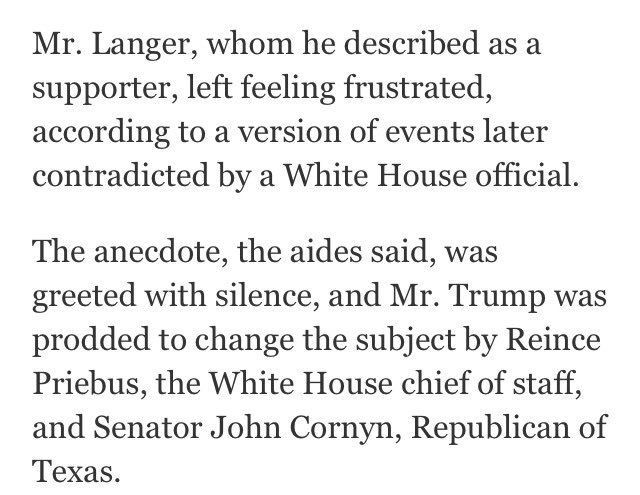 Mr. Langer, whom he described as a
supporter, left feeling frustrated,
according to a version of events later
contradicted by a White House official.
The anecdote, the aides said, was
greeted with silence, and Mr. Trump was
prodded to change the subject by Reince
Priebus, the White House chief of staff,
and Senator John Cornyn, Republican of
Texas.